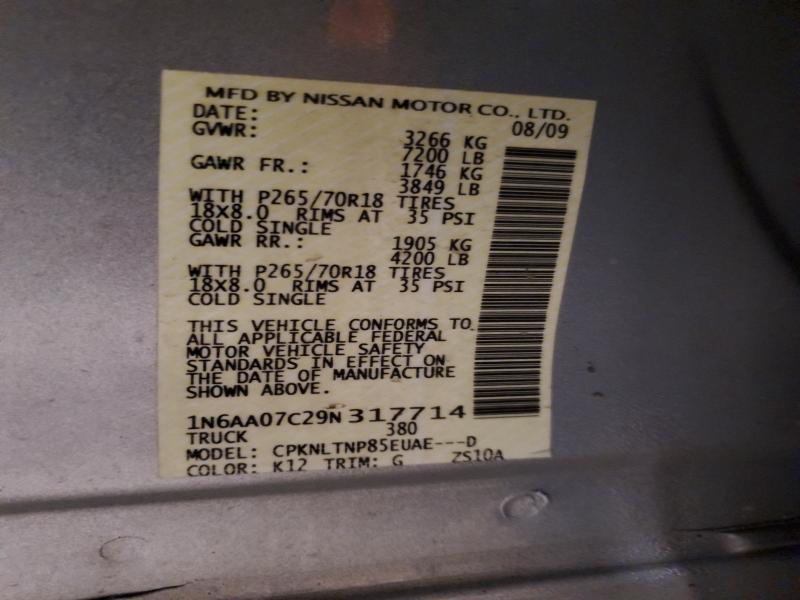 MFD BY NISSAN MOTOR CO., LTD.
DATE: 08/09
GVWR: 3266 KG
7200 LB
GAWR FR.: 1746 KG
3849 LB
WITH P265/70R18 TIRES
18X8.0 RIMS AT 35 PSI
COLD SINGLE
GAWR RR.: 1905 KG
4200 LB
WITH P265/70R18 TIRES
18X8.0 RIMS AT 35 PSI
COLD SINGLE
THIS VEHICLE CONFORMS TO
ALL APPLICABLE FEDERAL
MOTOR VEHICLE SAFETY
STANDARDS IN EFFECT ON
THE DATE OF MANUFACTURE
SHOWN ABOVE.
1N6AA07C29N317714
TRUCK 380
MODEL: CPKNLTNP85EUAE---D
COLOR: K12 TRIM: G ZS10A